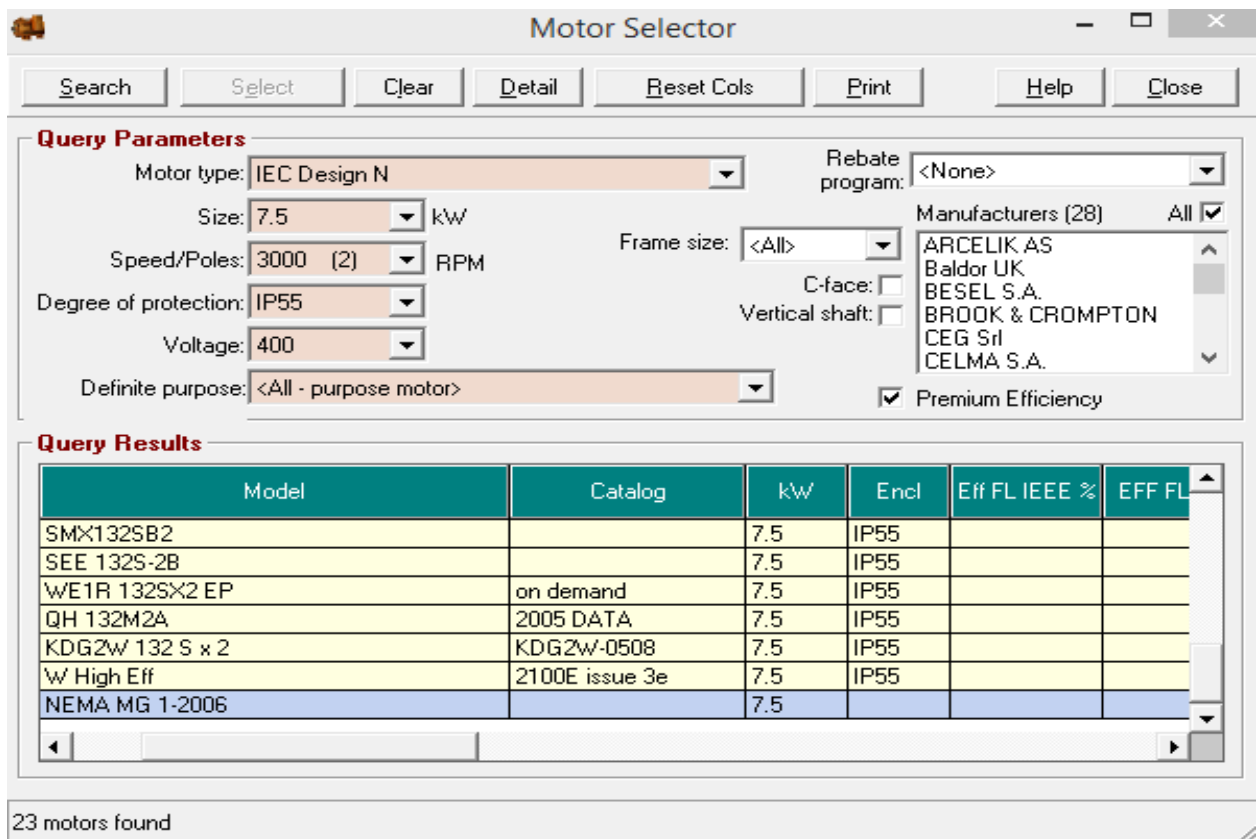 Motor Selector
Search Select Clear Detail Reset Cols Print Help Close
Query Parameters
Motor type: IEC Design N
Rebate program: <None>
Size: 7.5 kW
Manufacturers (28) All
Speed/Poles: 3000 (2) RPM
Frame size: <All>
ARCELIK AS
Baldor UK
BESEL S.A.
BROOK & CROMPTON
CEG Srl
CELMA S.A.
Degree of protection: IP55
C-face:
Vertical shaft:
Voltage: 400
Definite purpose: <All - purpose motor>
Premium Efficiency
Query Results
Model Catalog kW Encl Eff FL IEEE % EFF FL
SMX132SB2 7.5 IP55
SEE 132S-2B 7.5 IP55
WE1R 132SX2 EP on demand 7.5 IP55
QH 132M2A 2005 DATA 7.5 IP55
KDG2W 132 S x 2 KDG2W-0508 7.5 IP55
W High Eff 2100E issue 3e 7.5 IP55
NEMA MG 1-2006 7.5
23 motors found